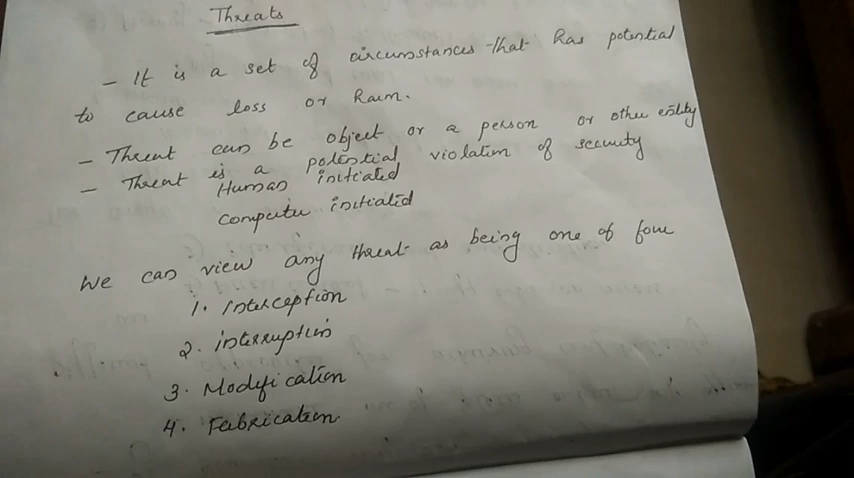 Threats
- It is a set of circumstances that has potential
to cause loss or harm.
- Threat can be object or a person or other entity
- Threat is a potential violation of security
Human initiated
computer initiated
We can view any threat as being one of four
1. Interception
2. interruption
3. Modification
4. Fabrication